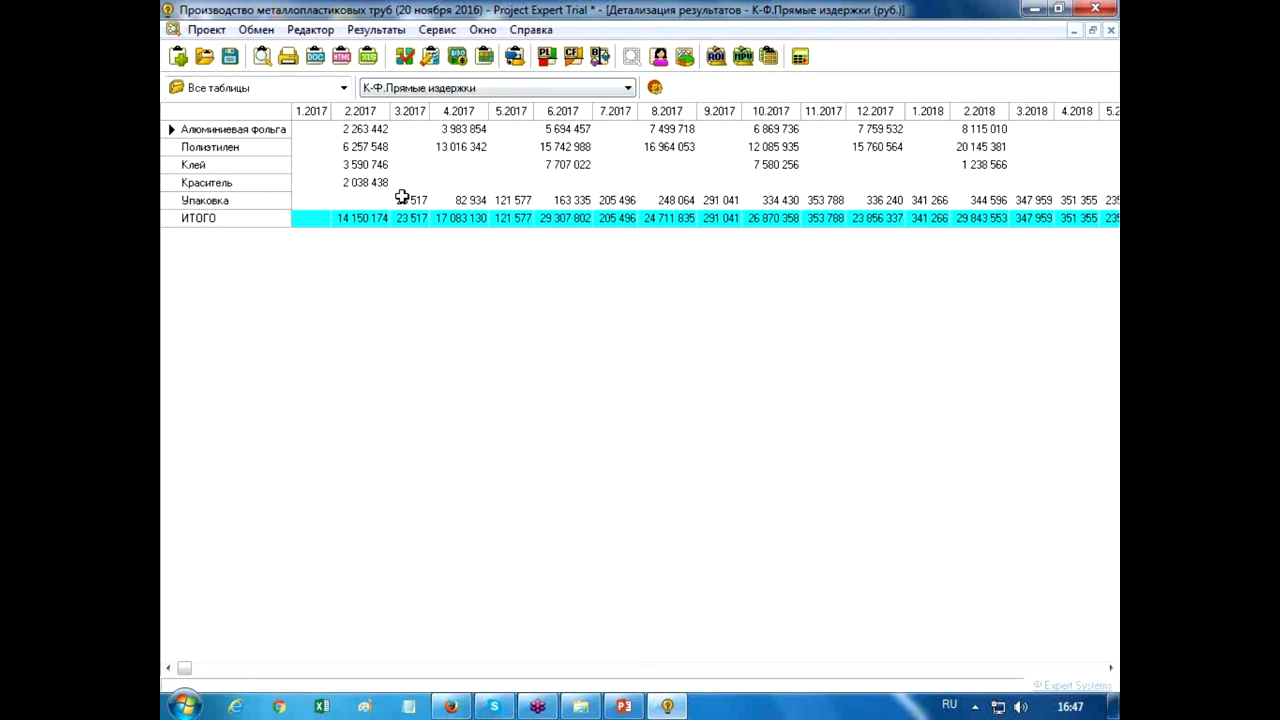 Производство металлопластиковых труб (20 ноября 2016) - Project Expert Trial * - [Детализация результатов - К-Ф.Прямые издержки (руб.)]
Проект Обмен Редактор Результаты Сервис Окно Справка
Все таблицы К-Ф.Прямые издержки
1.2017 2.2017 3.2017 4.2017 5.2017 6.2017 7.2017 8.2017 9.2017 10.2017 11.2017 12.2017 1.2018 2.2018 3.2018 4.2018
Алюминиевая фольга 2 263 442 3 983 854 5 694 457 7 499 718 6 869 736 7 759 532 8 115 010
Полиэтилен 6 257 548 13 016 342 15 742 988 16 964 053 12 085 935 15 760 564 20 145 381
Клей 3 590 746 7 707 022 7 580 256 1 238 566
Краситель 2 038 438
Упаковка 517 82 934 121 577 163 335 205 496 248 064 291 041 334 430 353 788 336 240 341 266 344 596 347 959 351 355
ИТОГО 14 150 174 23 517 17 083 130 121 577 29 307 802 205 496 24 711 835 291 041 26 870 358 353 788 23 856 337 341 266 29 843 553 347 959 351 355
© Expert Systems
RU 16:47